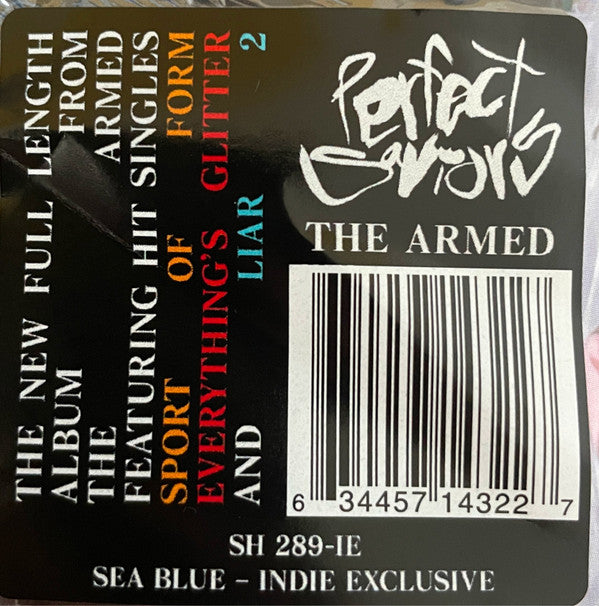 THE NEW FULL LENGTH
ALBUM FROM
THE ARMED
FEATURING HIT SINGLES
SPORT OF FORM
EVERYTHING'S GLITTER
AND LIAR 2
Perfect
Saviors
THE ARMED
6 34457 14322 7
SH 289-IE
SEA BLUE – INDIE EXCLUSIVE